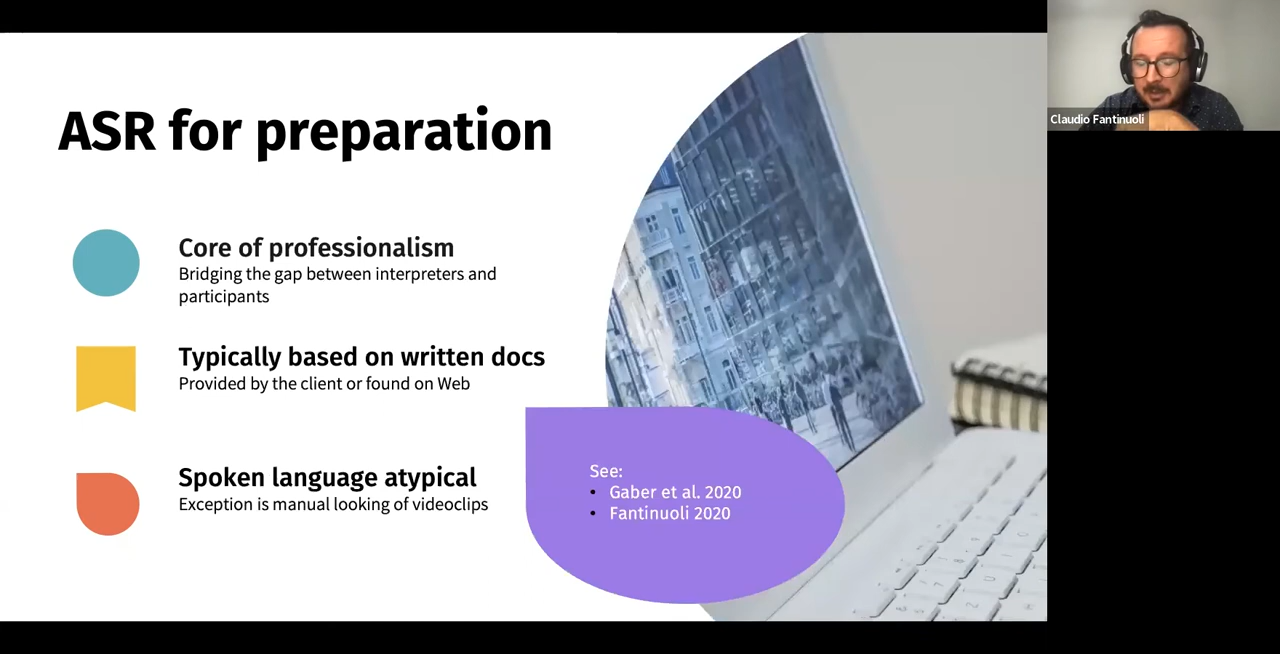 ASR for preparation
Core of professionalism
Bridging the gap between interpreters and
participants
Typically based on written docs
Provided by the client or found on Web
Spoken language atypical
Exception is manual looking of videoclips
See:
• Gaber et al. 2020
• Fantinuoli 2020
Claudio Fantinuoli